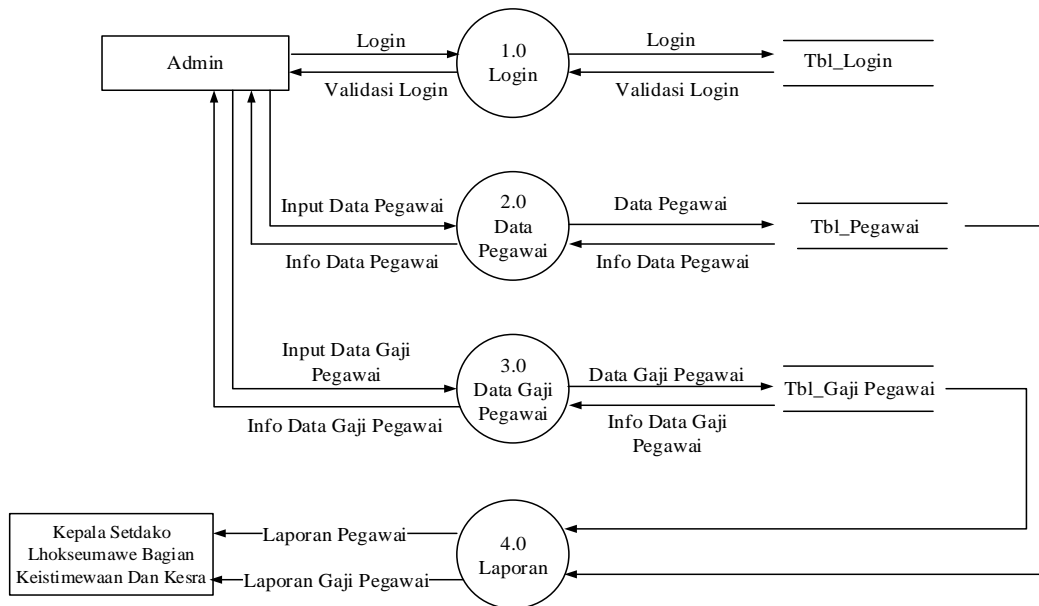 Login
1.0
Login
Login
Admin
Tbl_Login
Validasi Login
Validasi Login
Input Data Pegawai
2.0
Data
Pegawai
Data Pegawai
Tbl_Pegawai
Info Data Pegawai
Info Data Pegawai
Input Data Gaji
Pegawai
3.0
Data Gaji
Pegawai
Data Gaji Pegawai
Tbl_Gaji Pegawai
Info Data Gaji Pegawai
Info Data Gaji
Pegawai
Kepala Setdako
Lhokseumawe Bagian
Keistimewaan Dan Kesra
Laporan Pegawai
4.0
Laporan
Laporan Gaji Pegawai